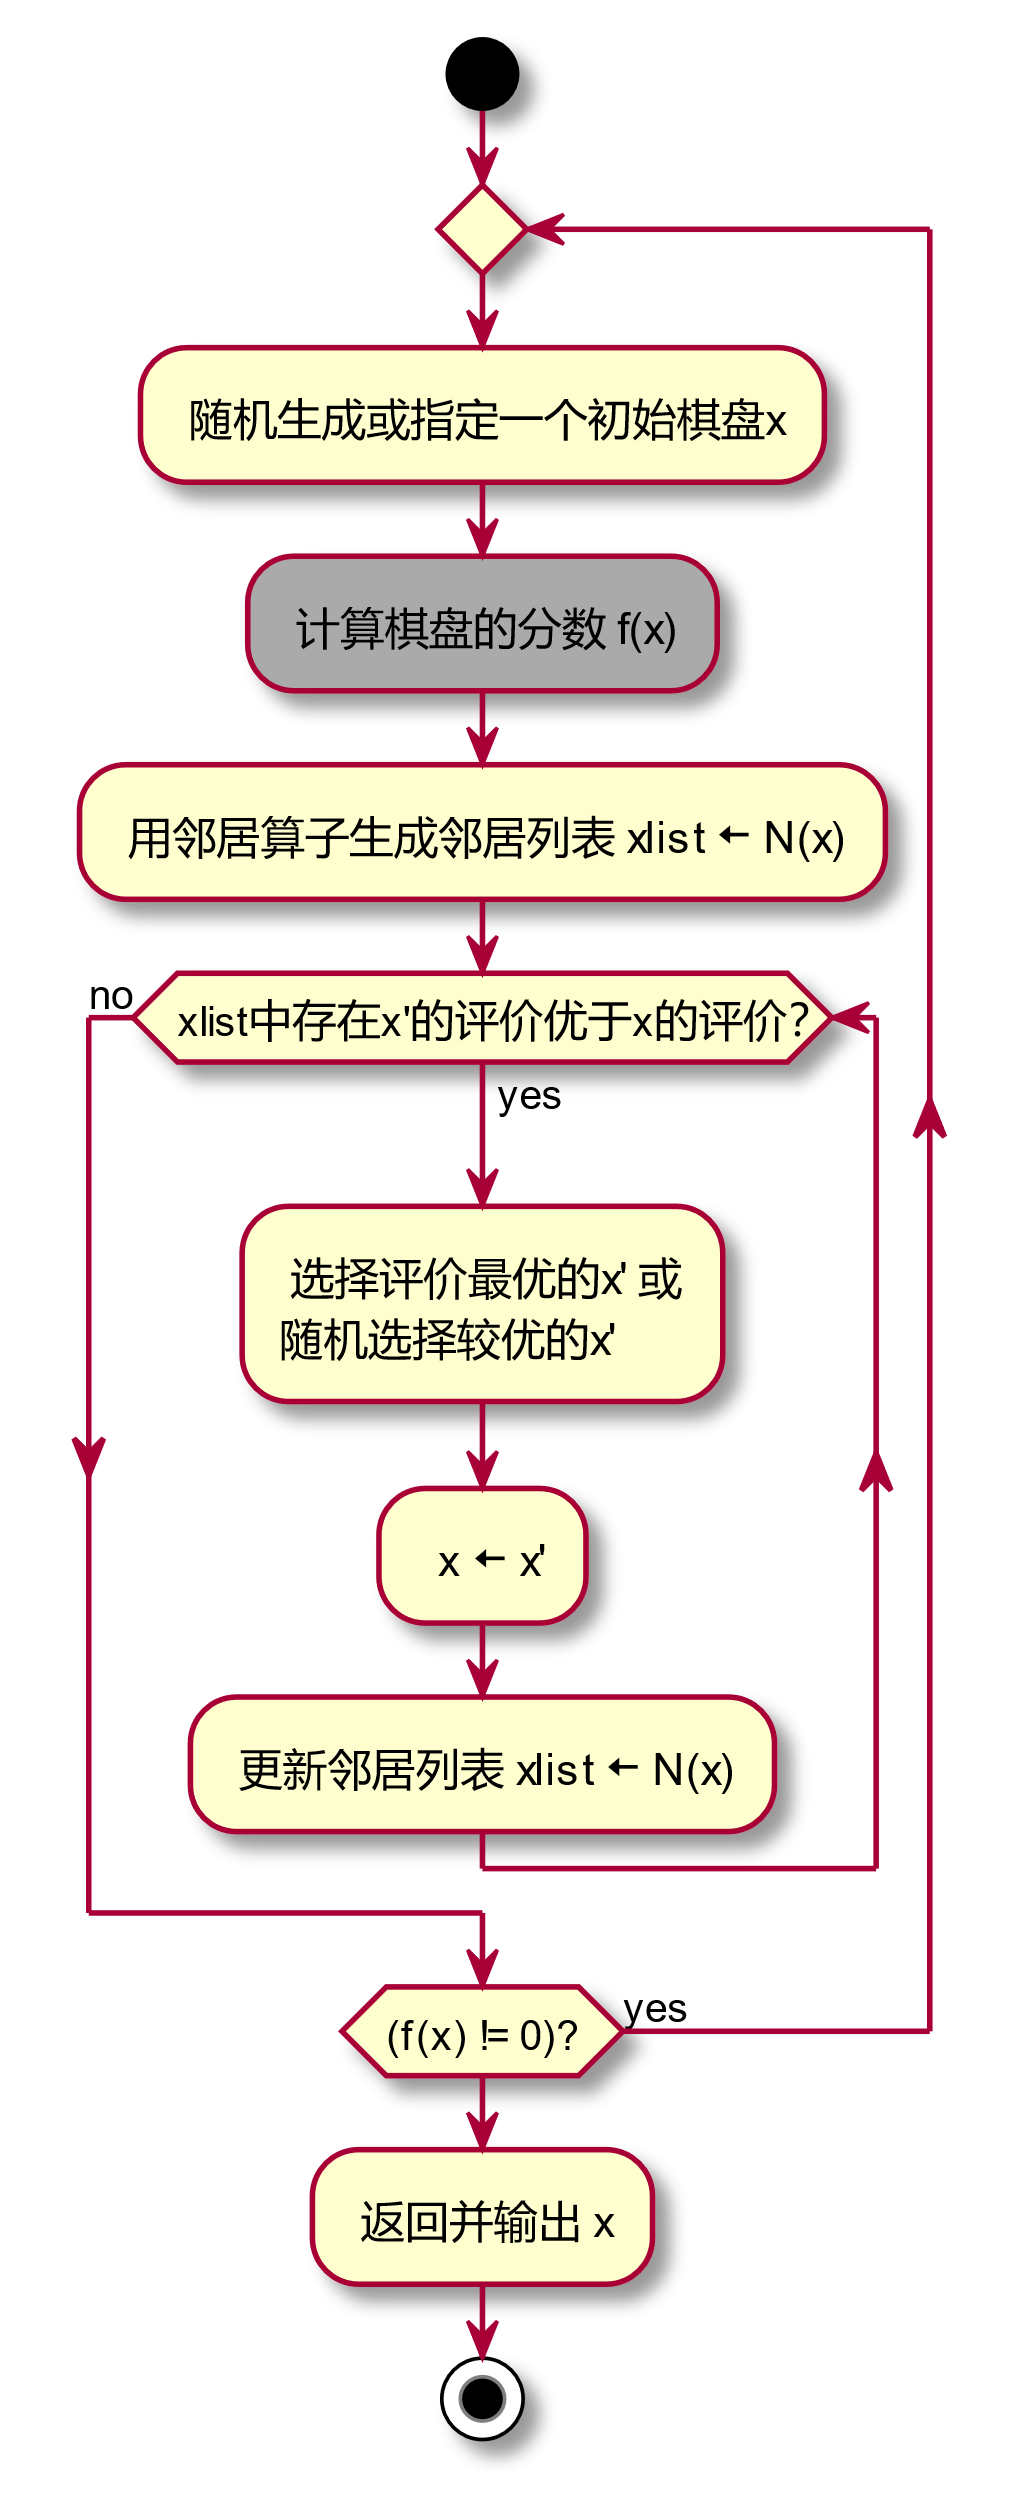 随机生成或指定一个初始棋盘x
计算棋盘的分数 f(x)
用邻居算子生成邻居列表 xlist ← N(x)
no
xlist中存在x'的评价优于x的评价?
yes
选择评价最优的x' 或
随机选择较优的x'
x ← x'
更新邻居列表 xlist ← N(x)
(f(x) != 0)?
yes
返回并输出 x